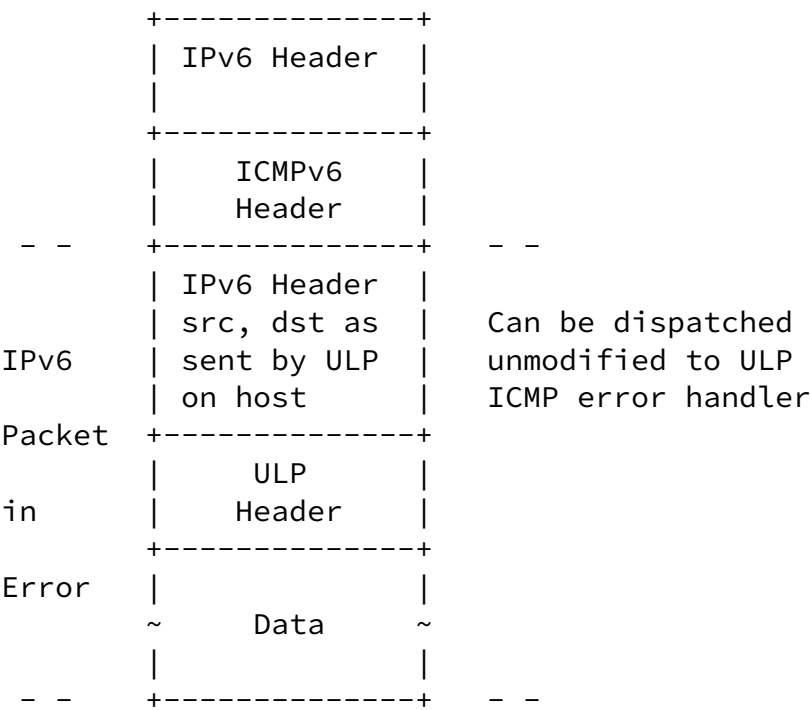 +--------------+
       | IPv6 Header  |
       |              |
       +--------------+
       |    ICMPv6    |
       |    Header    |
 - -   +--------------+   - -
       | IPv6 Header  |
       | src, dst as  |   Can be dispatched
IPv6   | sent by ULP  |   unmodified to ULP
       | on host      |   ICMP error handler
Packet +--------------+
       |     ULP      |
in     |    Header    |
       +--------------+
Error  |              |
       ~     Data     ~
       |              |
 - -   +--------------+   - -